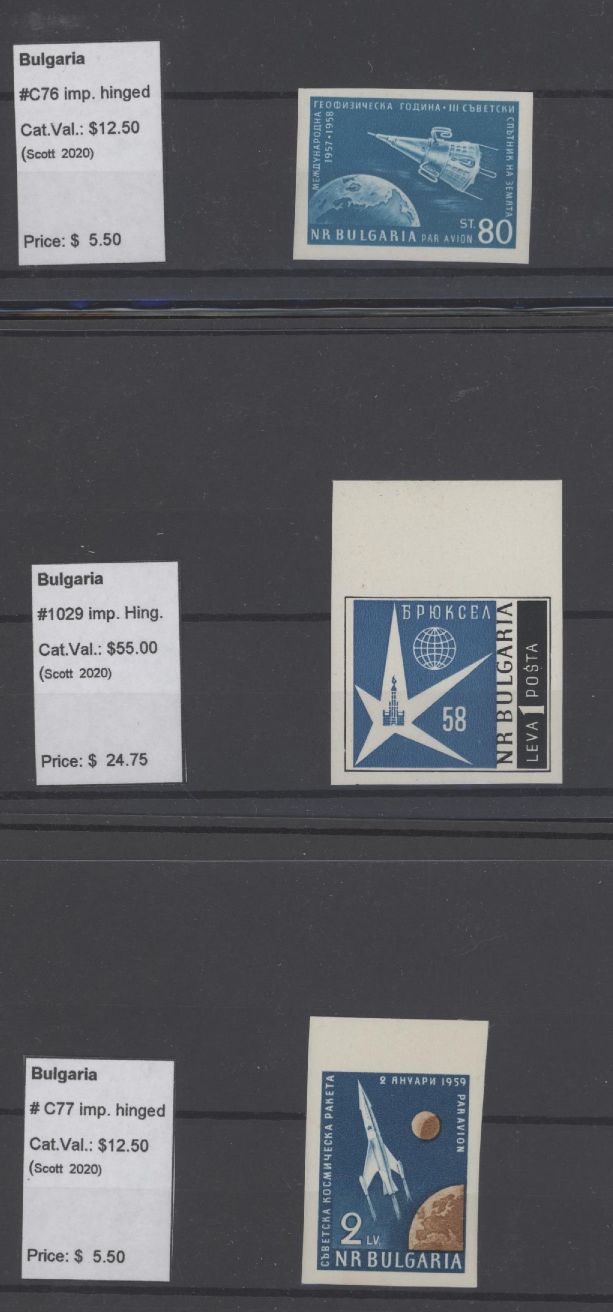 Bulgaria
#C76 imp. hinged
Cat.Val.: $12.50
(Scott 2020)
Price: $ 5.50
МЕЖДУНАРОДНА
ГЕОФИЗИЧЕСКА ГОДИНА · III СЪВЕТСКИ
СПЪТНИК НА ЗЕМЯТА
1957 · 1958
ST. 80
NR BULGARIA PAR AVION
Bulgaria
#1029 imp. Hing.
Cat.Val.: $55.00
(Scott 2020)
Price: $ 24.75
БРЮКСЕЛ
58
NR BULGARIA
LEVA 1 POŠTA
Bulgaria
# C77 imp. hinged
Cat.Val.: $12.50
(Scott 2020)
Price: $ 5.50
СЪВЕТСКА КОСМИЧЕСКА РАКЕТА
2 ЯНУАРИ 1959
PAR AVION
2 LV.
NR BULGARIA